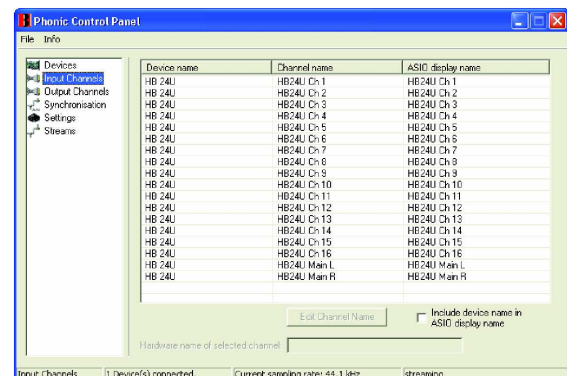 Phonic Control Panel
File Info
Devices
Input Channels
Output Channels
Synchronisation
Settings
Streams
Device name Channel name ASIO display name
HB 24U HB24U Ch 1 HB24U Ch 1
HB 24U HB24U Ch 2 HB24U Ch 2
HB 24U HB24U Ch 3 HB24U Ch 3
HB 24U HB24U Ch 4 HB24U Ch 4
HB 24U HB24U Ch 5 HB24U Ch 5
HB 24U HB24U Ch 6 HB24U Ch 6
HB 24U HB24U Ch 7 HB24U Ch 7
HB 24U HB24U Ch 8 HB24U Ch 8
HB 24U HB24U Ch 9 HB24U Ch 9
HB 24U HB24U Ch 10 HB24U Ch 10
HB 24U HB24U Ch 11 HB24U Ch 11
HB 24U HB24U Ch 12 HB24U Ch 12
HB 24U HB24U Ch 13 HB24U Ch 13
HB 24U HB24U Ch 14 HB24U Ch 14
HB 24U HB24U Ch 15 HB24U Ch 15
HB 24U HB24U Ch 16 HB24U Ch 16
HB 24U HB24U Main L HB24U Main L
HB 24U HB24U Main R HB24U Main R
Edit Channel Name
Include device name in
ASIO display name
Hardware name of selected channel
Input Channels 1 Device(s) connected Current sampling rate: 44.1 kHz streaming